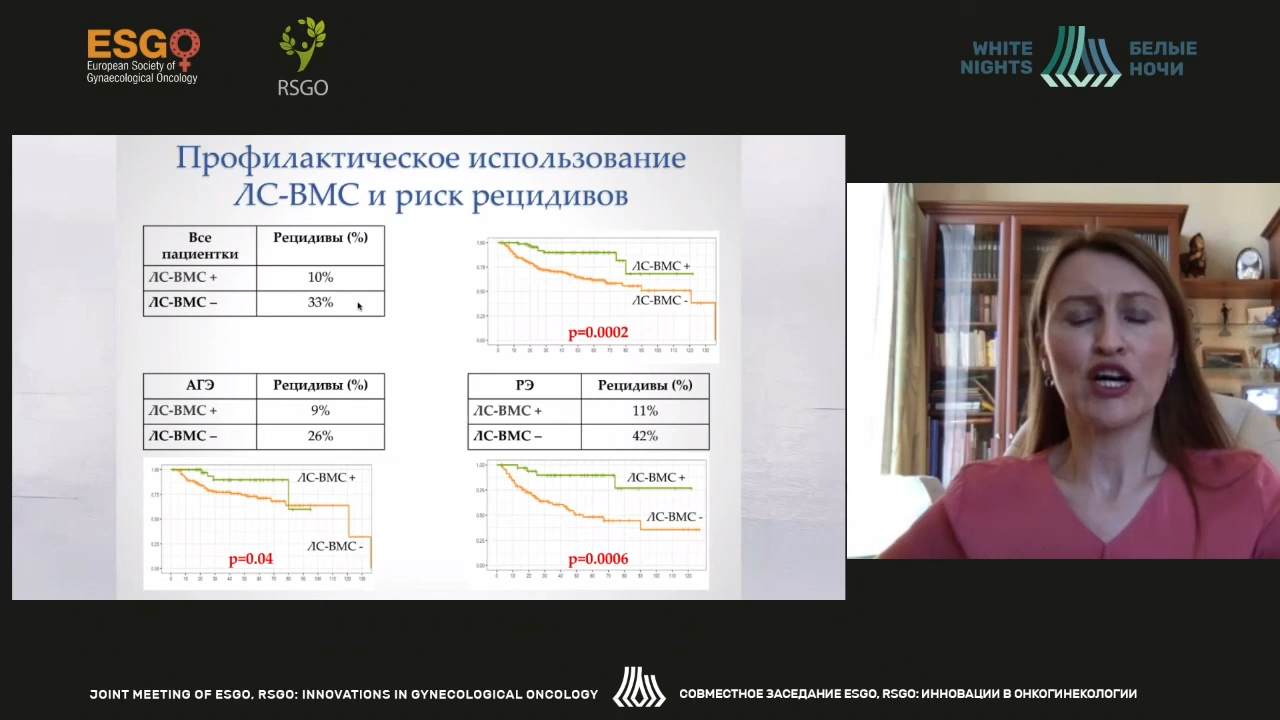 ESGO
European Society of
Gynaecological Oncology
RSGO
WHITE
NIGHTS
БЕЛЫЕ
НОЧИ
Профилактическое использование
ЛС-ВМС и риск рецидивов
Все
пациентки
Рецидивы (%)
ЛС-ВМС +
10%
ЛС-ВМС –
33%
ЛС-ВМС +
ЛС-ВМС -
p=0.0002
АГЭ
Рецидивы (%)
ЛС-ВМС +
9%
ЛС-ВМС –
26%
РЭ
Рецидивы (%)
ЛС-ВМС +
11%
ЛС-ВМС –
42%
ЛС-ВМС +
ЛС-ВМС -
p=0.04
ЛС-ВМС +
ЛС-ВМС -
p=0.0006
JOINT MEETING OF ESGO, RSGO: INNOVATIONS IN GYNECOLOGICAL ONCOLOGY
СОВМЕСТНОЕ ЗАСЕДАНИЕ ESGO, RSGO: ИННОВАЦИИ В ОНКОГИНЕКОЛОГИИ